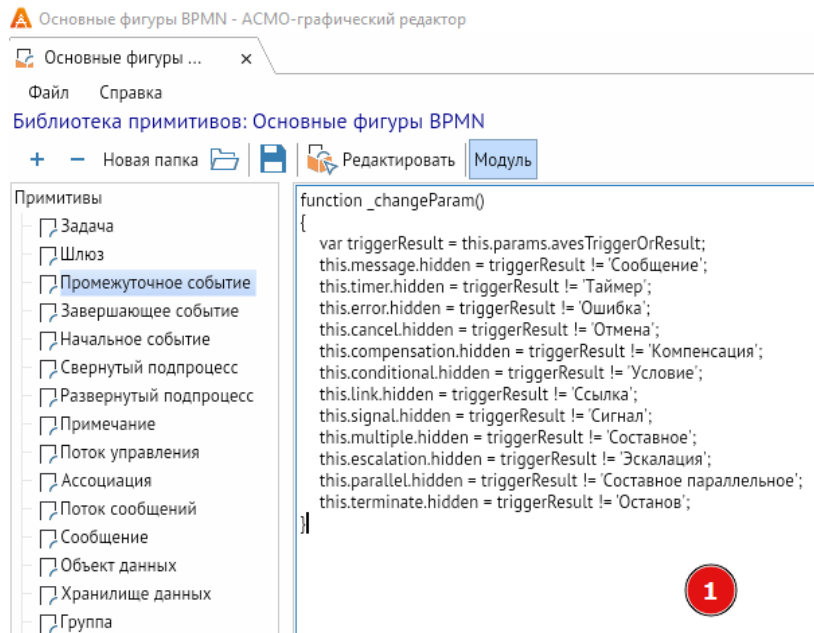 Основные фигуры BPMN - АСМО-графический редактор
Основные фигуры ... x
Файл Справка
Библиотека примитивов: Основные фигуры BPMN
+ − Новая папка Редактировать Модуль
Примитивы
Задача
Шлюз
Промежуточное событие
Завершающее событие
Начальное событие
Свернутый подпроцесс
Развернутый подпроцесс
Примечание
Поток управления
Ассоциация
Поток сообщений
Сообщение
Объект данных
Хранилище данных
Группа
function _changeParam()
{
var triggerResult = this.params.avesTriggerOrResult;
this.message.hidden = triggerResult != 'Сообщение';
this.timer.hidden = triggerResult != 'Таймер';
this.error.hidden = triggerResult != 'Ошибка';
this.cancel.hidden = triggerResult != 'Отмена';
this.compensation.hidden = triggerResult != 'Компенсация';
this.conditional.hidden = triggerResult != 'Условие';
this.link.hidden = triggerResult != 'Ссылка';
this.signal.hidden = triggerResult != 'Сигнал';
this.multiple.hidden = triggerResult != 'Составное';
this.escalation.hidden = triggerResult != 'Эскалация';
this.parallel.hidden = triggerResult != 'Составное параллельное';
this.terminate.hidden = triggerResult != 'Останов';
}
1